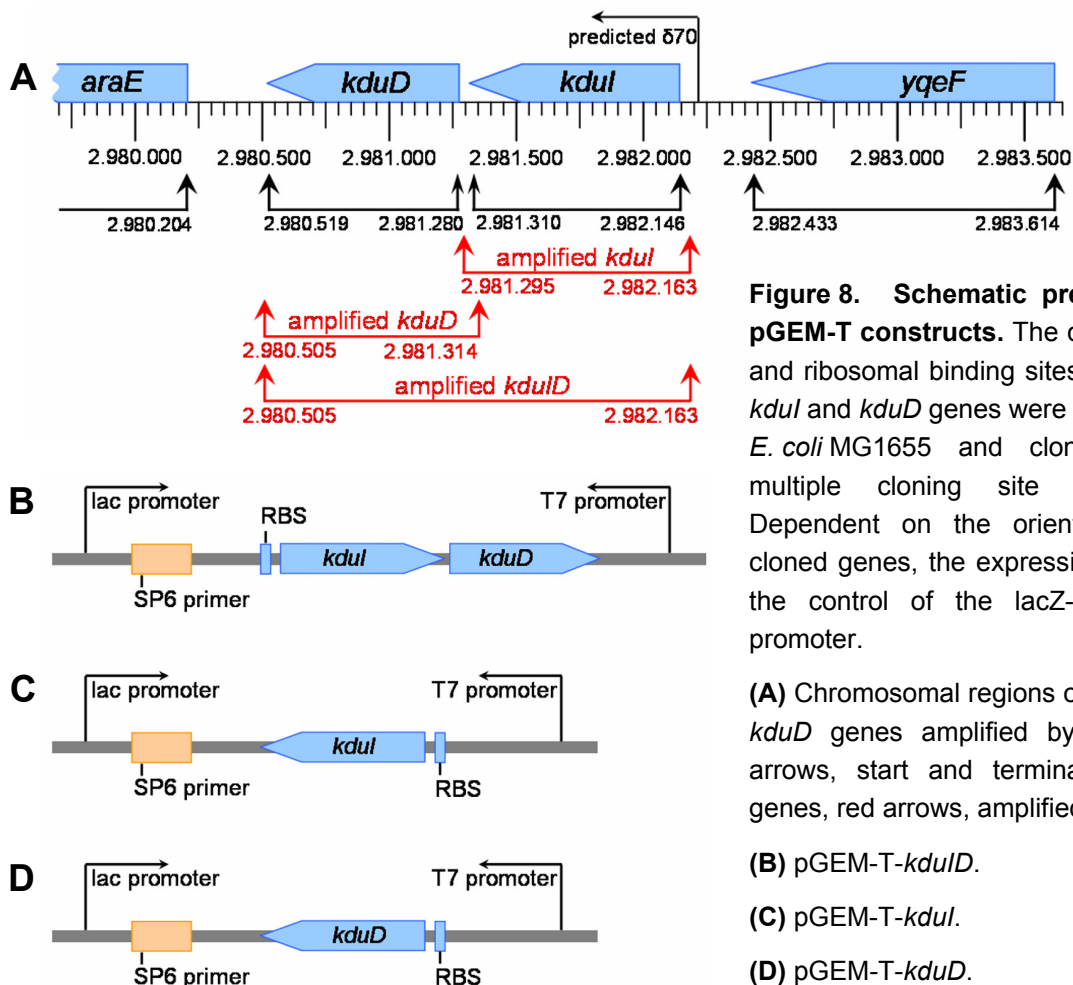 predicted δ70
A
araE
kduD
kduI
yqeF
2.980.000 2.980.500 2.981.000 2.981.500 2.982.000 2.982.500 2.983.000 2.983.500
2.980.204 2.980.519 2.981.280 2.981.310 2.982.146 2.982.433 2.983.614
amplified kduI
2.981.295 2.982.163
amplified kduD
2.980.505 2.981.314
amplified kduID
2.980.505 2.982.163
Figure 8. Schematic pre
pGEM-T constructs. The c
and ribosomal binding sites
kduI and kduD genes were
E. coli MG1655 and clon
multiple cloning site
Dependent on the orient
cloned genes, the expressi
the control of the lacZ-
promoter.
(A) Chromosomal regions o
kduD genes amplified by
arrows, start and termina
genes, red arrows, amplified
(B) pGEM-T-kduID.
(C) pGEM-T-kduI.
(D) pGEM-T-kduD.
B
lac promoter
T7 promoter
RBS
kduI
kduD
SP6 primer
C
lac promoter
T7 promoter
kduI
SP6 primer
RBS
D
lac promoter
T7 promoter
kduD
SP6 primer
RBS